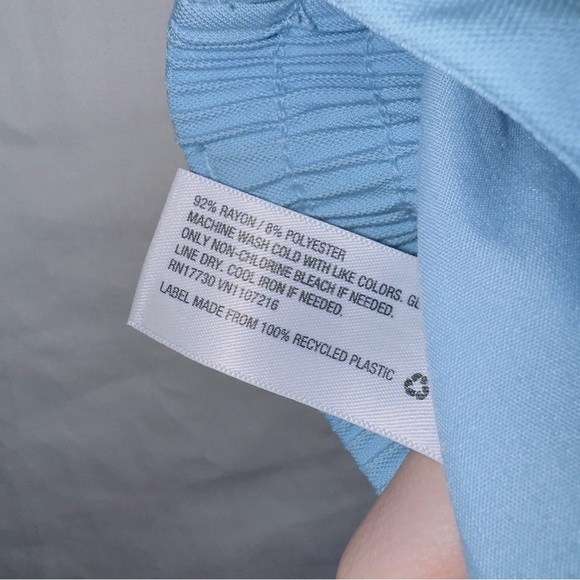 92% RAYON / 8% POLYESTER
MACHINE WASH COLD WITH LIKE COLORS.
ONLY NON-CHLORINE BLEACH IF NEEDED.
LINE DRY. COOL IRON IF NEEDED.
RN17730 VN1107216
LABEL MADE FROM 100% RECYCLED PLASTIC